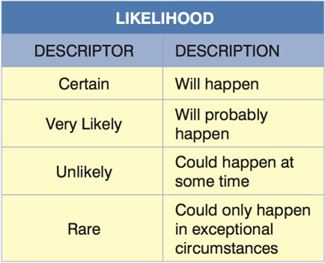 LIKELIHOOD
DESCRIPTOR DESCRIPTION
Certain Will happen
Very Likely Will probably
happen
Unlikely Could happen at
some time
Rare Could only happen
in exceptional
circumstances